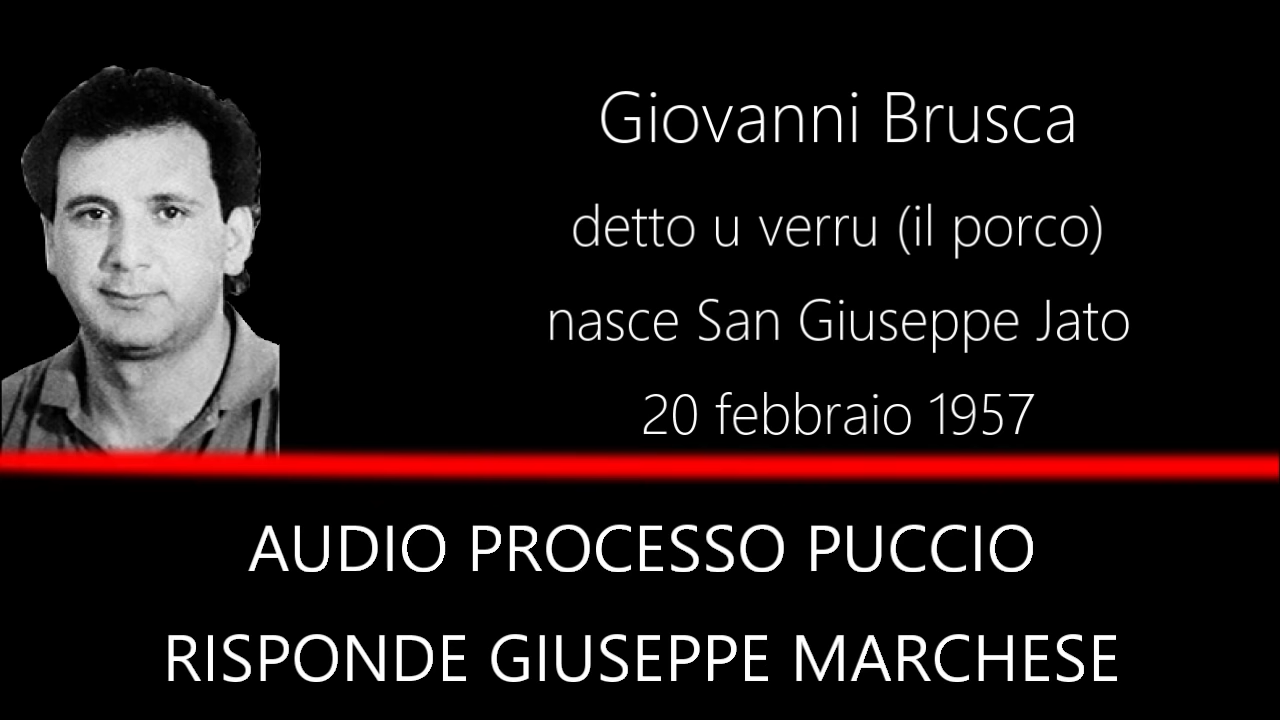 Giovanni Brusca
detto u verru (il porco)
nasce San Giuseppe Jato
20 febbraio 1957
AUDIO PROCESSO PUCCIO
RISPONDE GIUSEPPE MARCHESE